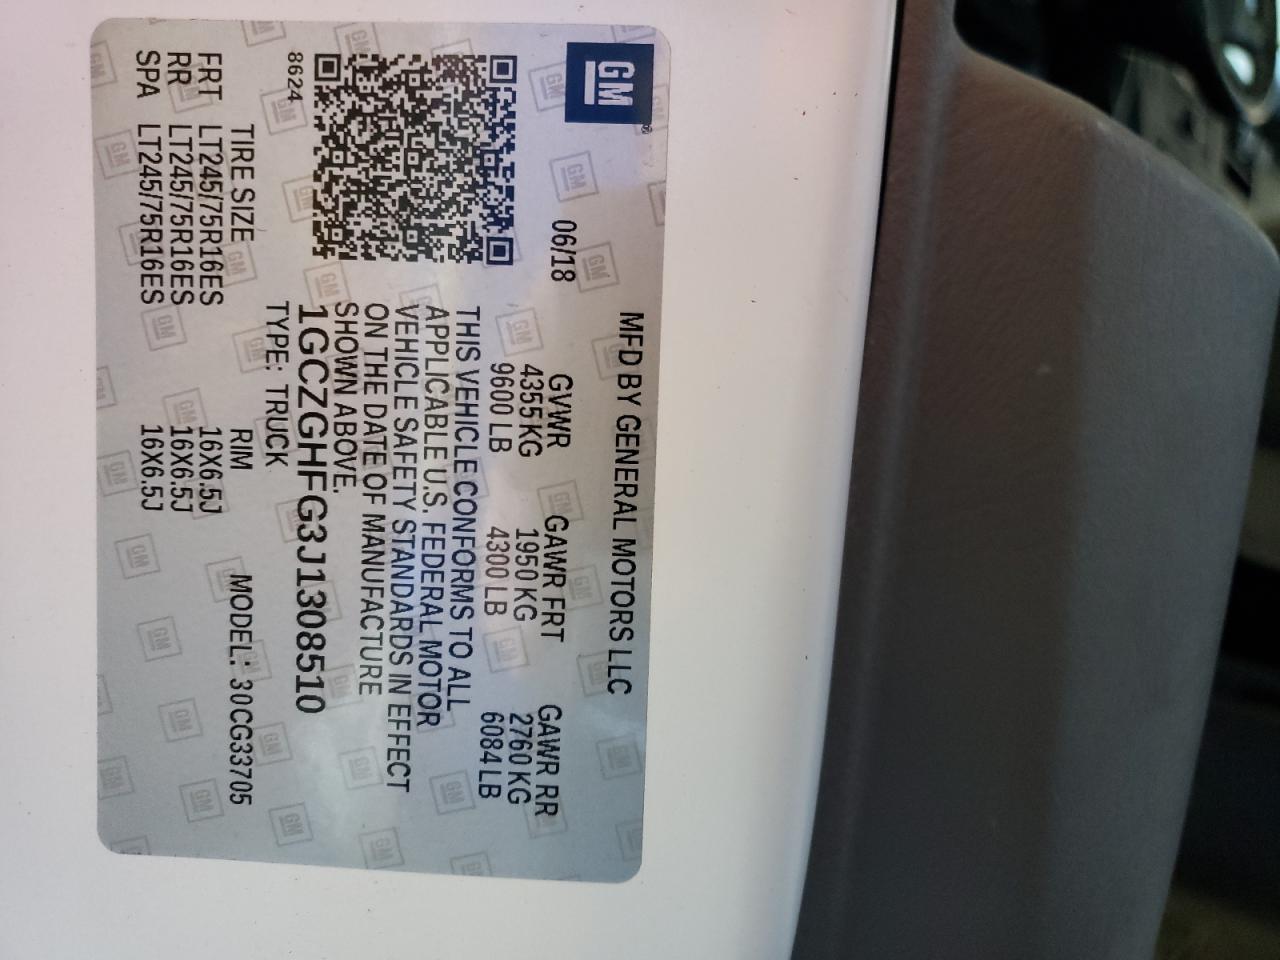 GM
MFD BY GENERAL MOTORS LLC
06/18
GVWR GAWR FRT GAWR RR
4355 KG 1950 KG 2760 KG
9600 LB 4300 LB 6084 LB
THIS VEHICLE CONFORMS TO ALL
APPLICABLE U.S. FEDERAL MOTOR
VEHICLE SAFETY STANDARDS IN EFFECT
ON THE DATE OF MANUFACTURE
SHOWN ABOVE.
1GCZGHFG3J1308510
8624
TYPE: TRUCK
MODEL: 30CG33705
TIRE SIZE RIM
FRT LT245/75R16ES 16X6.5J
RR LT245/75R16ES 16X6.5J
SPA LT245/75R16ES 16X6.5J